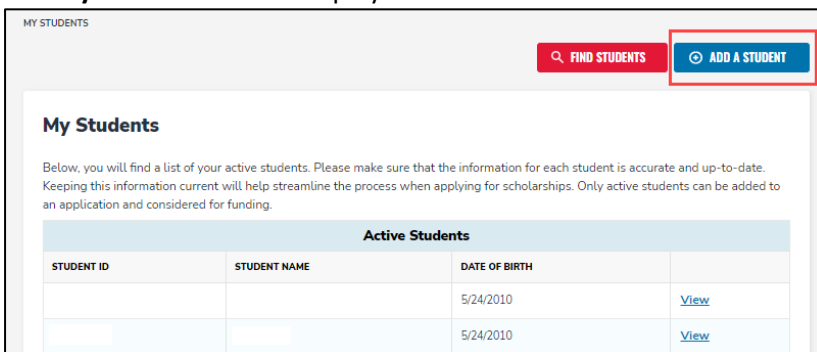 MY STUDENTS
FIND STUDENTS
ADD A STUDENT
My Students
Below, you will find a list of your active students. Please make sure that the information for each student is accurate and up-to-date.
Keeping this information current will help streamline the process when applying for scholarships. Only active students can be added to
an application and considered for funding.
Active Students
STUDENT ID STUDENT NAME DATE OF BIRTH
5/24/2010 View
5/24/2010 View